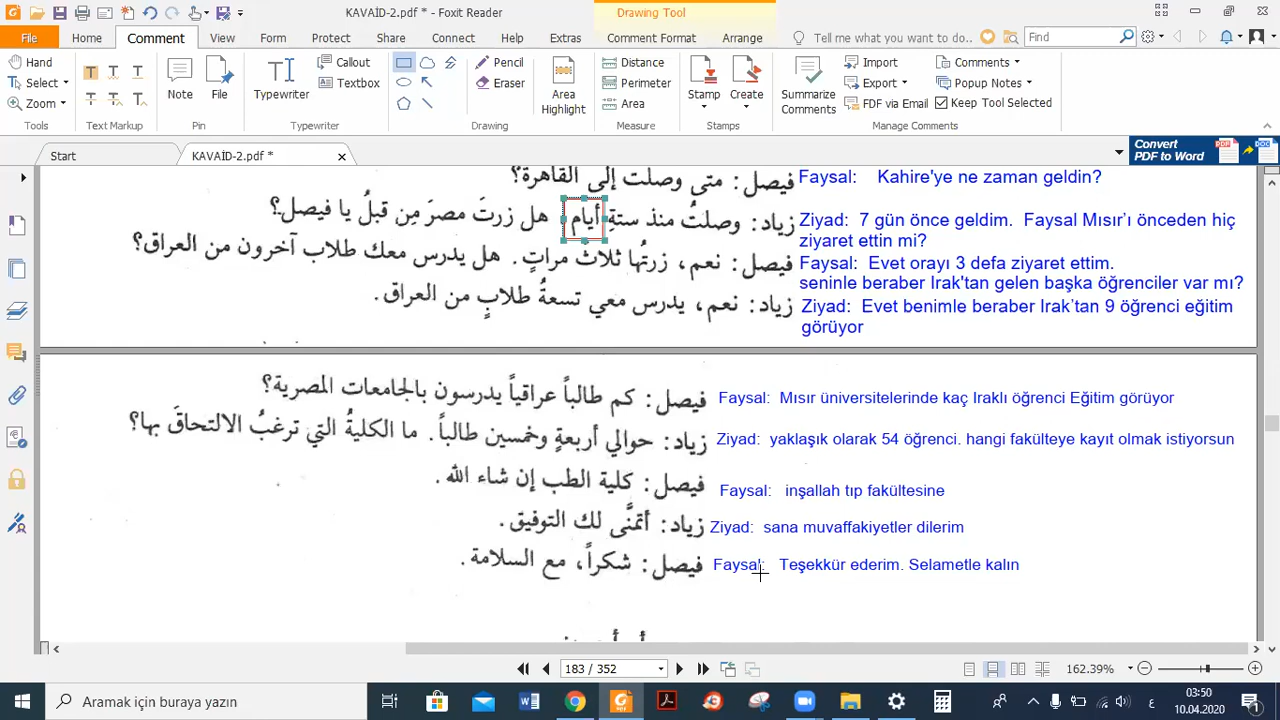 KAVAİD-2.pdf * - Foxit Reader
Drawing Tool
File Home Comment View Form Protect Share Connect Help Extras Comment Format Arrange Tell me what you want to do.. Find
Hand
Select
Zoom
Tools
Text Markup
Note File
Pin
Typewriter Callout
Textbox
Typewriter
Pencil
Eraser
Area Highlight
Drawing
Distance
Perimeter
Area
Measure
Stamp Create
Stamps
Summarize Comments
Import
Export
FDF via Email
Comments
Popup Notes
Keep Tool Selected
Manage Comments
Start KAVAİD-2.pdf *
Convert PDF to Word
فيصل: متى وصلت إلى القاهرة؟ Faysal: Kahire'ye ne zaman geldin?
زياد: وصلتُ منذ ستة أيام هل زرتَ مصرَ مِن قبلُ يا فيصل؟ Ziyad: 7 gün önce geldim. Faysal Mısır'ı önceden hiç
ziyaret ettin mi?
فيصل: نعم، زرتُها ثلاث مراتٍ. هل يدرس معك طلاب آخرون من العراق؟ Faysal: Evet orayı 3 defa ziyaret ettim.
seninle beraber Irak'tan gelen başka öğrenciler var mı?
زياد: نعم، يدرس معي تسعةُ طلابٍ من العراق. Ziyad: Evet benimle beraber Irak'tan 9 öğrenci eğitim
görüyor
فيصل: كم طالباً عراقياً يدرسون بالجامعات المصرية؟ Faysal: Mısır üniversitelerinde kaç Iraklı öğrenci Eğitim görüyor
زياد: حوالي أربعةٍ وخمسين طالباً. ما الكليةُ التي ترغبُ الالتحاقَ بها؟ Ziyad: yaklaşık olarak 54 öğrenci. hangi fakülteye kayıt olmak istiyorsun
فيصل: كلية الطب إن شاء الله. Faysal: inşallah tıp fakültesine
زياد: أتمنَّى لك التوفيق. Ziyad: sana muvaffakiyetler dilerim
فيصل: شكراً، مع السلامة. Faysal: Teşekkür ederim. Selametle kalın
183 / 352 162.39%
Aramak için buraya yazın
03:50
10.04.2020